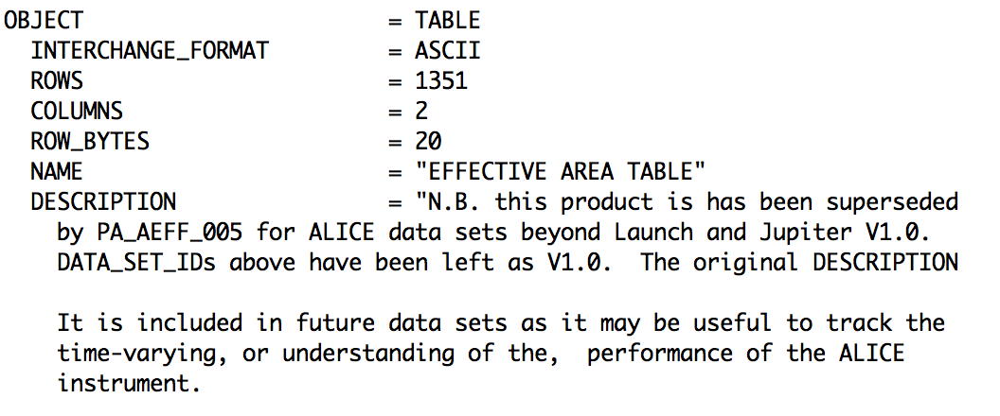 OBJECT = TABLE
INTERCHANGE_FORMAT = ASCII
ROWS = 1351
COLUMNS = 2
ROW_BYTES = 20
NAME = "EFFECTIVE AREA TABLE"
DESCRIPTION = "N.B. this product is has been superseded
by PA_AEFF_005 for ALICE data sets beyond Launch and Jupiter V1.0.
DATA_SET_IDs above have been left as V1.0.  The original DESCRIPTION
It is included in future data sets as it may be useful to track the
time-varying, or understanding of the,  performance of the ALICE
instrument.